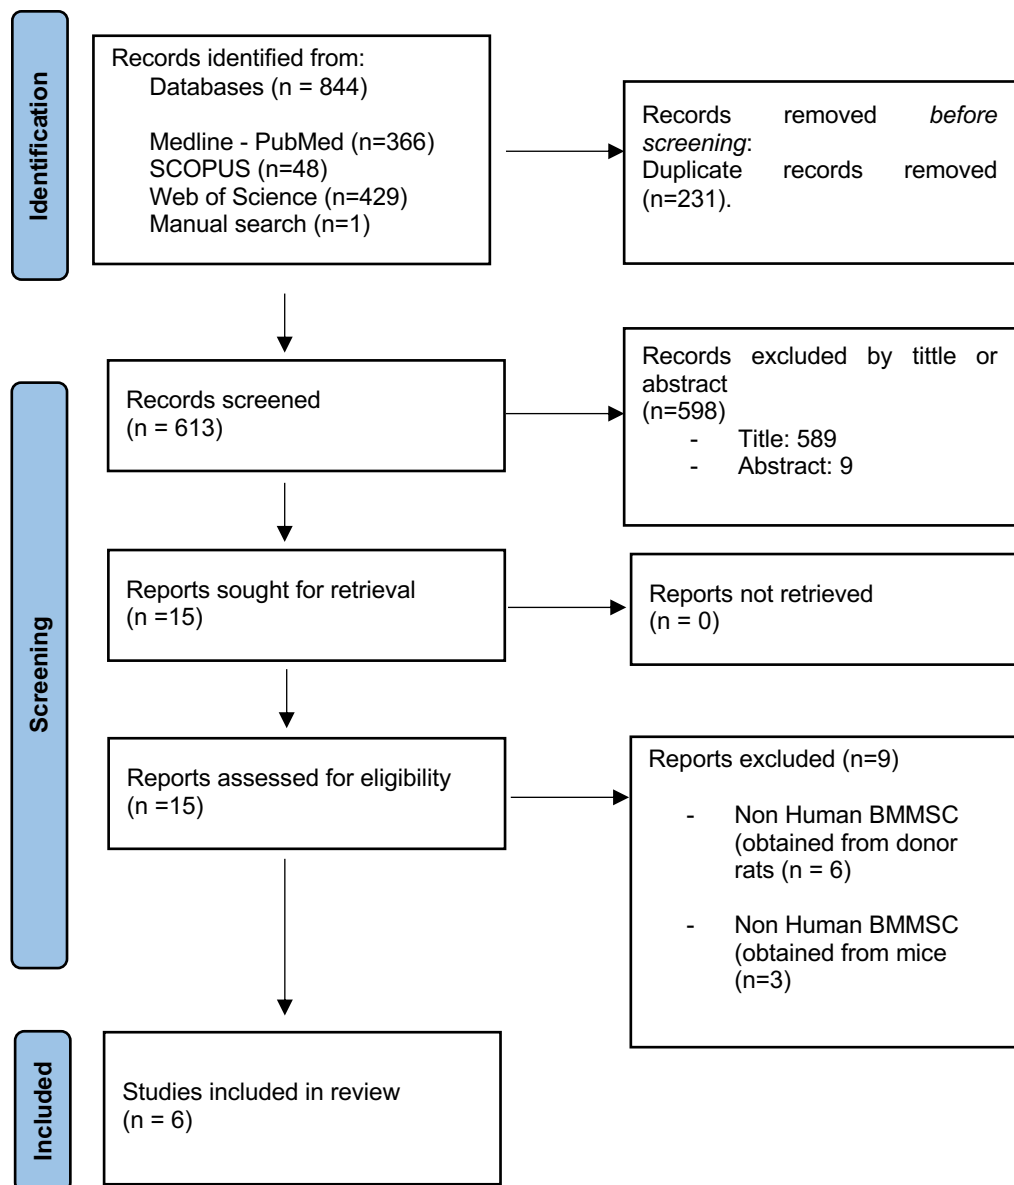 Identification
Records identified from:
Databases (n = 844)
Medline - PubMed (n=366)
SCOPUS (n=48)
Web of Science (n=429)
Manual search (n=1)
Records removed before
screening:
Duplicate records removed
(n=231).
Screening
Records screened
(n = 613)
Records excluded by tittle or
abstract
(n=598)
- Title: 589
- Abstract: 9
Reports sought for retrieval
(n =15)
Reports not retrieved
(n = 0)
Reports assessed for eligibility
(n =15)
Reports excluded (n=9)
- Non Human BMMSC
(obtained from donor
rats (n = 6)
- Non Human BMMSC
(obtained from mice
(n=3)
Included
Studies included in review
(n = 6)